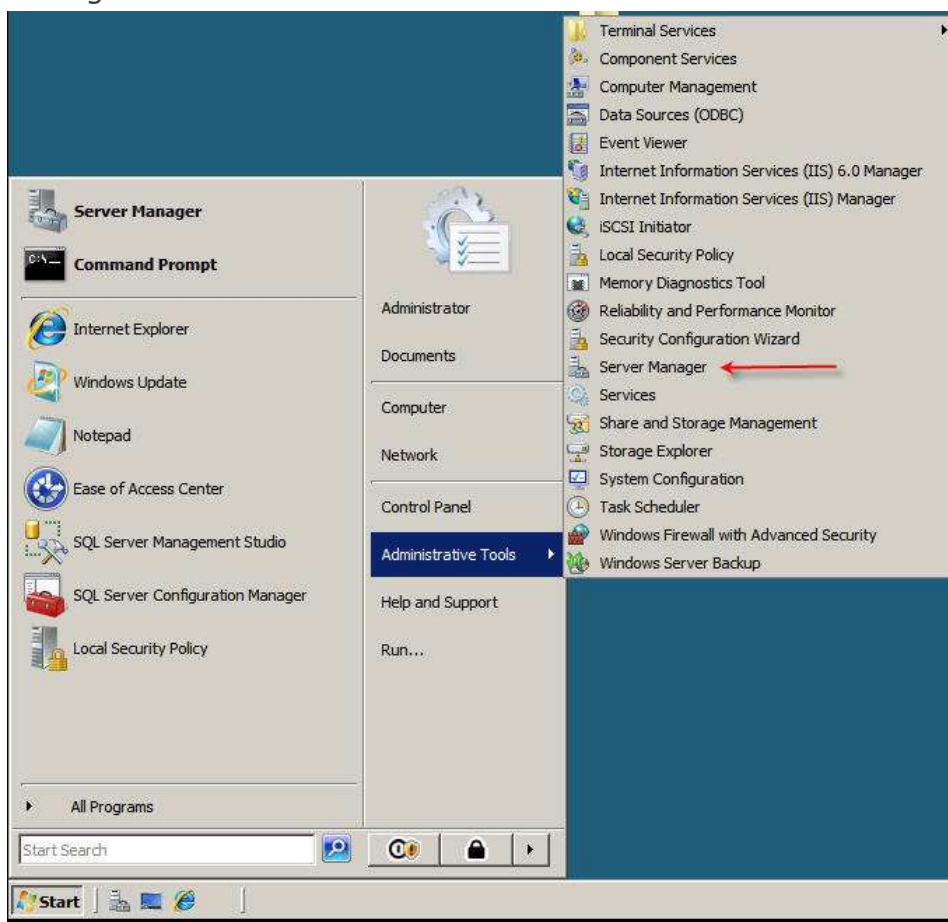 Terminal Services
Component Services
Computer Management
Data Sources (ODBC)
Event Viewer
Internet Information Services (IIS) 6.0 Manager
Internet Information Services (IIS) Manager
iSCSI Initiator
Local Security Policy
Memory Diagnostics Tool
Reliability and Performance Monitor
Security Configuration Wizard
Server Manager
Services
Share and Storage Management
Storage Explorer
System Configuration
Task Scheduler
Windows Firewall with Advanced Security
Windows Server Backup
Server Manager
C:\
Command Prompt
Internet Explorer
Windows Update
Notepad
Ease of Access Center
SQL Server Management Studio
SQL Server Configuration Manager
Local Security Policy
All Programs
Start Search
Administrator
Documents
Computer
Network
Control Panel
Administrative Tools
Help and Support
Run...
Start